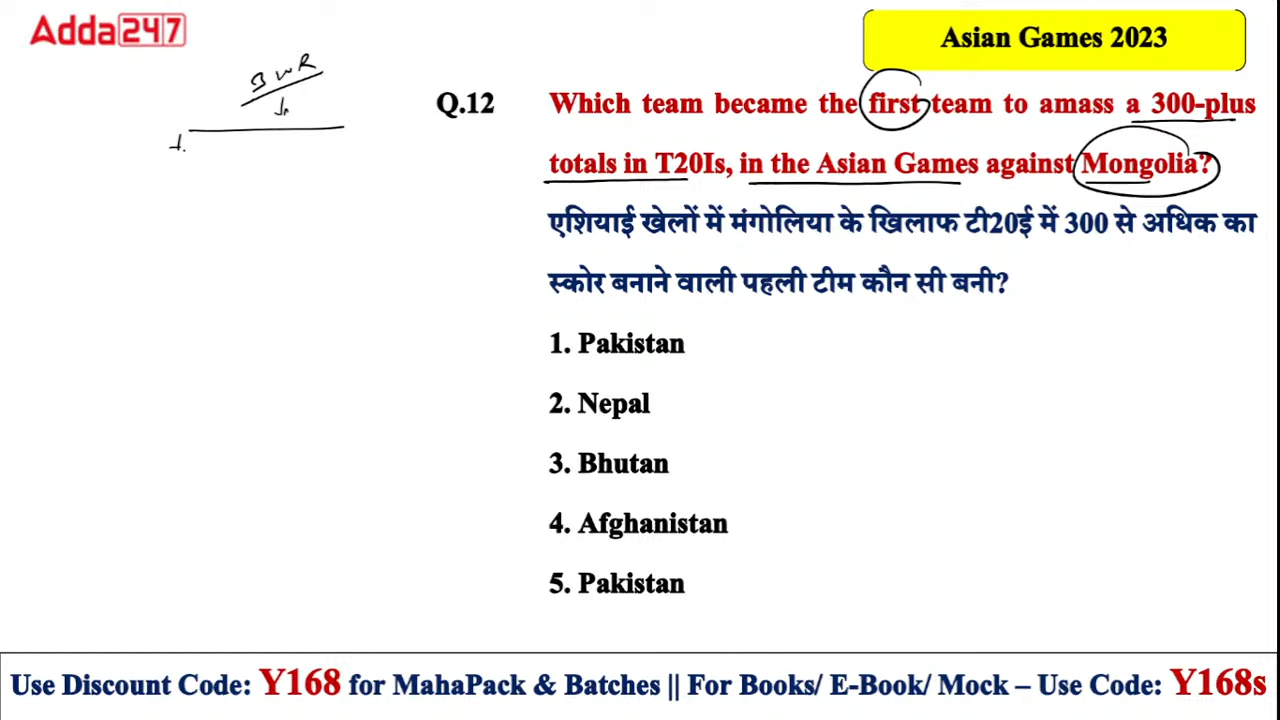 Adda247
Asian Games 2023
Q.12 Which team became the first team to amass a 300-plus
totals in T20Is, in the Asian Games against Mongolia?
एशियाई खेलों में मंगोलिया के खिलाफ टी20ई में 300 से अधिक का
स्कोर बनाने वाली पहली टीम कौन सी बनी?
1. Pakistan
2. Nepal
3. Bhutan
4. Afghanistan
5. Pakistan
Use Discount Code: Y168 for MahaPack & Batches || For Books/ E-Book/ Mock – Use Code: Y168s